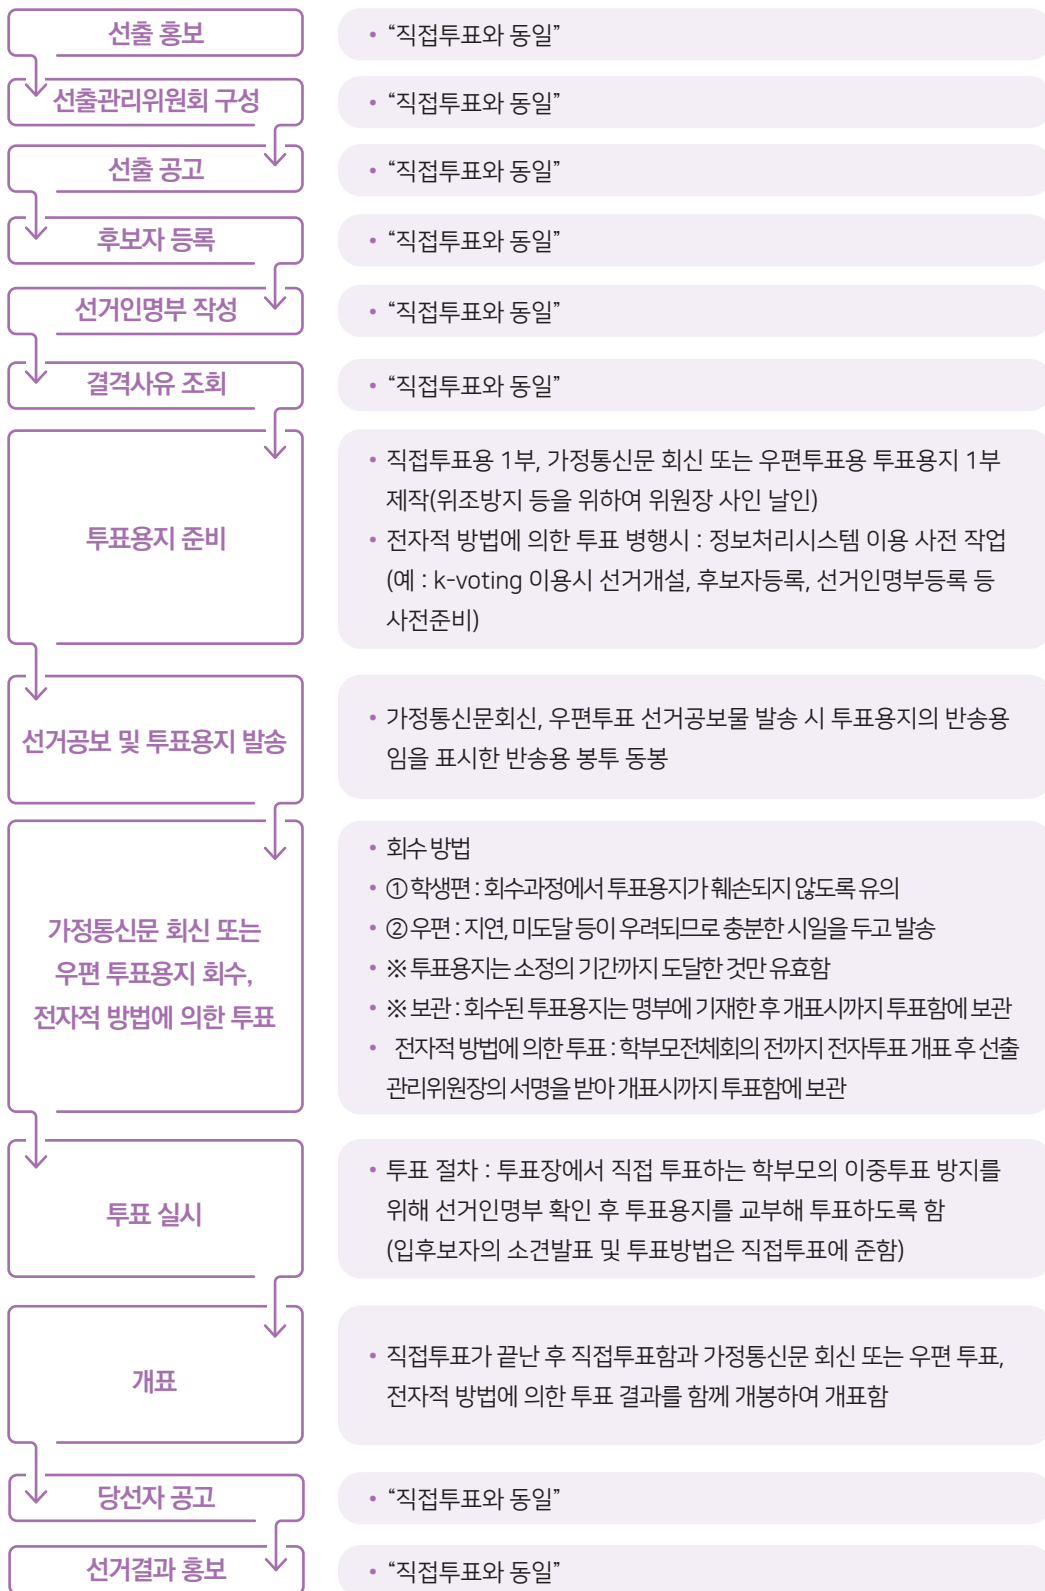 선출 홍보
• “직접투표와 동일”
선출관리위원회 구성
• “직접투표와 동일”
선출 공고
• “직접투표와 동일”
후보자 등록
• “직접투표와 동일”
선거인명부 작성
• “직접투표와 동일”
결격사유 조회
• “직접투표와 동일”
투표용지 준비
• 직접투표용 1부, 가정통신문 회신 또는 우편투표용 투표용지 1부
제작(위조방지 등을 위하여 위원장 사인 날인)
• 전자적 방법에 의한 투표 병행시 : 정보처리시스템 이용 사전 작업
(예 : k-voting 이용시 선거개설, 후보자등록, 선거인명부등록 등
사전준비)
선거공보 및 투표용지 발송
• 가정통신문회신, 우편투표 선거공보물 발송 시 투표용지의 반송용
임을 표시한 반송용 봉투 동봉
가정통신문 회신 또는
우편 투표용지 회수,
전자적 방법에 의한 투표
• 회수 방법
• ① 학생편 : 회수과정에서 투표용지가 훼손되지 않도록 유의
• ② 우편 : 지연, 미도달 등이 우려되므로 충분한 시일을 두고 발송
• ※ 투표용지는 소정의 기간까지 도달한 것만 유효함
• ※ 보관 : 회수된 투표용지는 명부에 기재한 후 개표시까지 투표함에 보관
• 전자적 방법에 의한 투표 : 학부모전체회의 전까지 전자투표 개표 후 선출
관리위원장의 서명을 받아 개표시까지 투표함에 보관
투표 실시
• 투표 절차 : 투표장에서 직접 투표하는 학부모의 이중투표 방지를
위해 선거인명부 확인 후 투표용지를 교부해 투표하도록 함
(입후보자의 소견발표 및 투표방법은 직접투표에 준함)
개표
• 직접투표가 끝난 후 직접투표함과 가정통신문 회신 또는 우편 투표,
전자적 방법에 의한 투표 결과를 함께 개봉하여 개표함
당선자 공고
• “직접투표와 동일”
선거결과 홍보
• “직접투표와 동일”